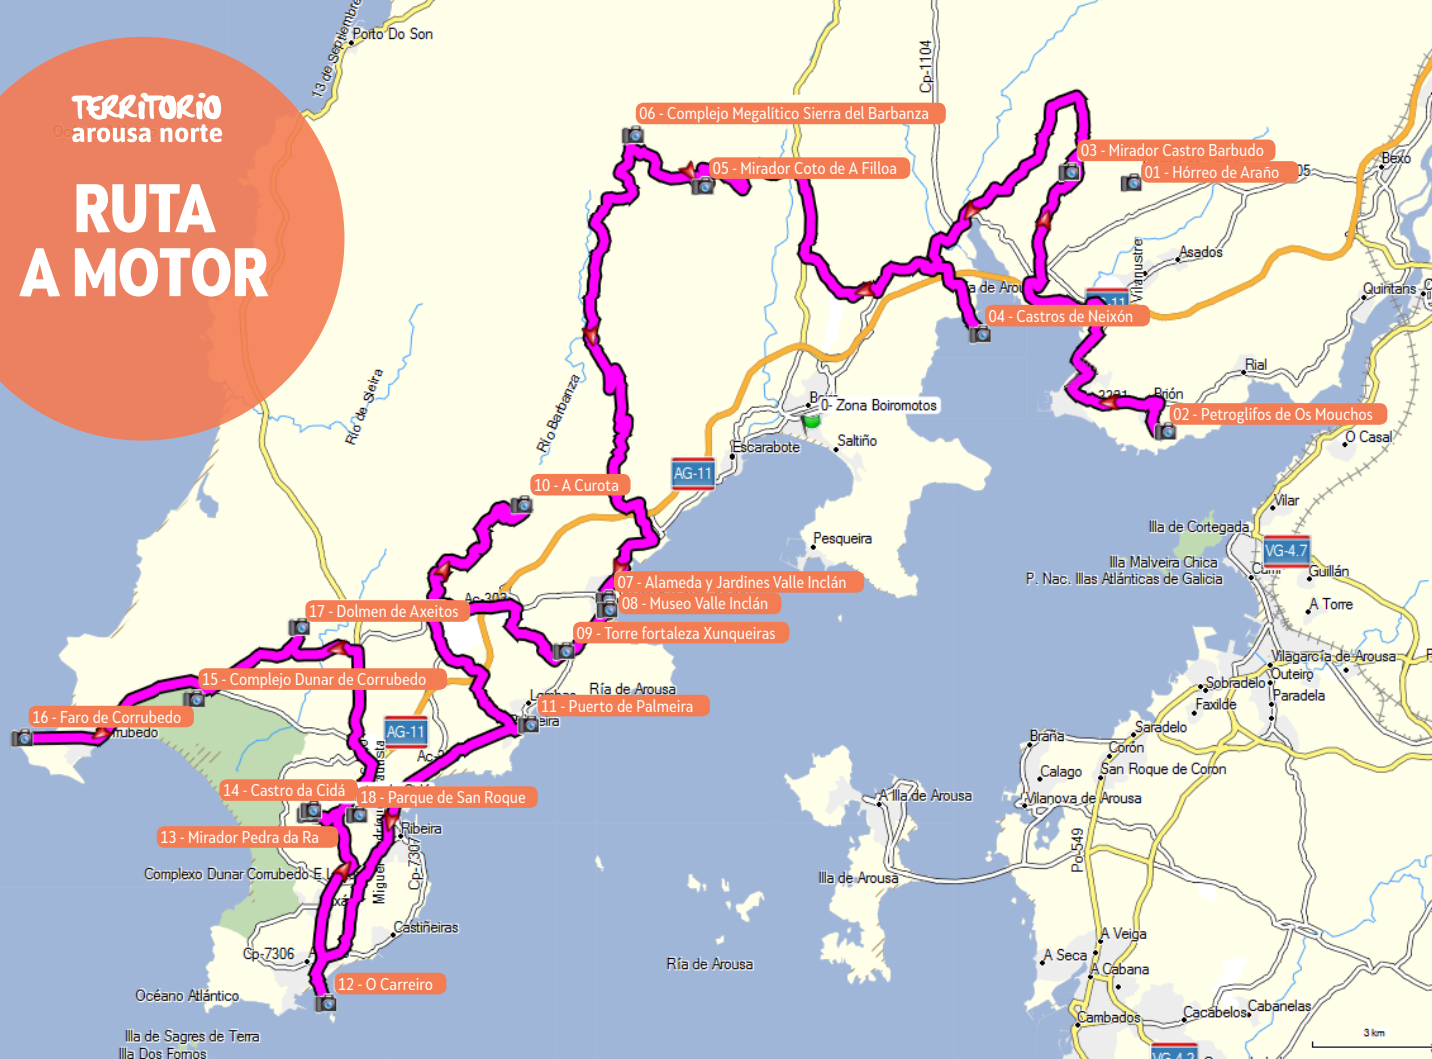 TERRITORIO
arousa norte
RUTA
A MOTOR
13 de Septiembre
Porto Do Son
Cp-1104
06 - Complejo Megalítico Sierra del Barbanza
05 - Mirador Coto de A Filloa
03 - Mirador Castro Barbudo
01 - Hórreo de Araño
05
Bexo
Asados
Vilanustre
Quintans
04 - Castros de Neixón
Río de Sieira
Río Barbanza
Rial
Brión
02 - Petroglifos de Os Mouchos
0- Zona Boiromotos
Saltiño
Escarabote
AG-11
O Casal
10 - A Curota
Vilar
Illa de Cortegada
VG-4.7
Pesqueira
Illa Malveira Chica
P. Nac. Illas Atlánticas de Galicia
Guillán
A Torre
07 - Alameda y Jardines Valle Inclán
08 - Museo Valle Inclán
17 - Dolmen de Axeitos
09 - Torre fortaleza Xunqueiras
Vilagarcía de Arousa
Outeiro
Sobradelo
Paradela
Faxilde
15 - Complejo Dunar de Corrubedo
Ría de Arousa
11 - Puerto de Palmeira
16 - Faro de Corrubedo
AG-11
Saradelo
Braña
Corón
San Roque de Coron
Calago
14 - Castro da Cidá
18 - Parque de San Roque
A Illa de Arousa
Vilanova de Arousa
13 - Mirador Pedra da Ra
Ribeira
Cp-7307
Po-549
Miguel
Complexo Dunar Corrubedo E
Illa de Arousa
Castiñeiras
Cp-7306
Ría de Arousa
A Veiga
A Seca
A Cabana
12 - O Carreiro
Océano Atlántico
Cambados
Cacabelos
Cabanelas
Illa de Sagres de Terra
Illa Dos Fornos
3 km